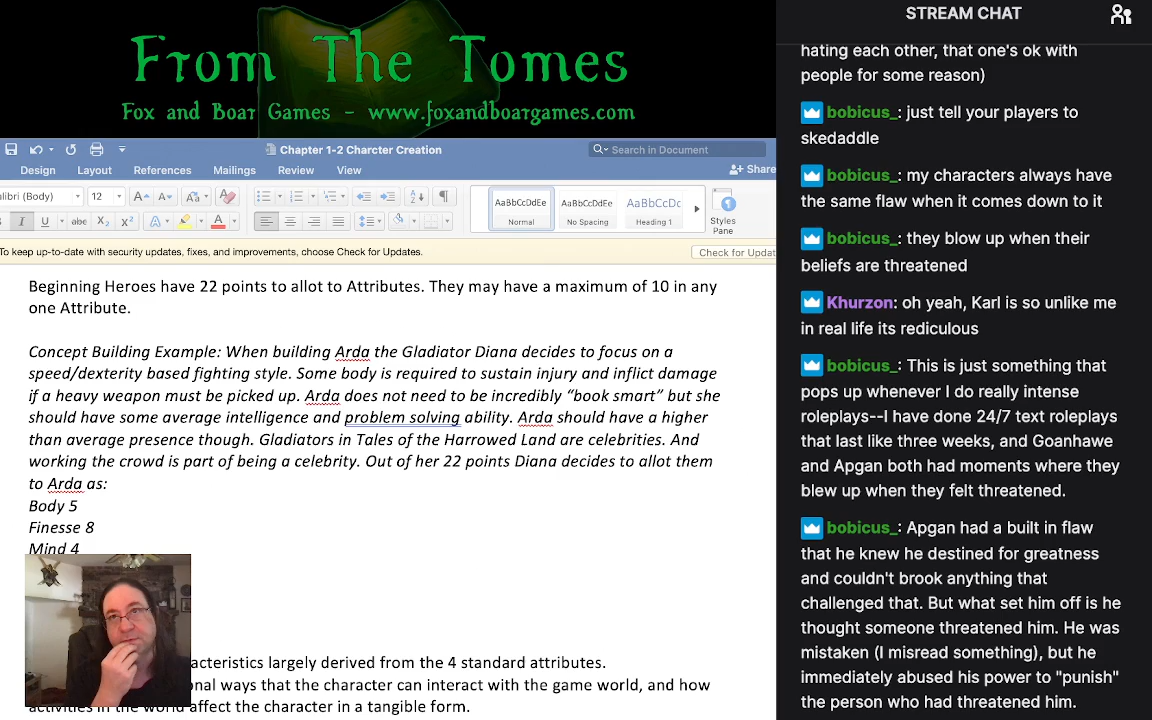 From The Tomes
Fox and Boar Games - www.foxandboargames.com
Chapter 1-2 Charcter Creation
Search in Document
Design Layout References Mailings Review View
Share
libri (Body) 12
AaBbCcDdEe AaBbCcDdEe AaBbCcDc
Normal No Spacing Heading 1
Styles
Pane
To keep up-to-date with security updates, fixes, and improvements, choose Check for Updates.
Check for Updat
Beginning Heroes have 22 points to allot to Attributes. They may have a maximum of 10 in any
one Attribute.
Concept Building Example: When building Arda the Gladiator Diana decides to focus on a
speed/dexterity based fighting style. Some body is required to sustain injury and inflict damage
if a heavy weapon must be picked up. Arda does not need to be incredibly “book smart” but she
should have some average intelligence and problem solving ability. Arda should have a higher
than average presence though. Gladiators in Tales of the Harrowed Land are celebrities. And
working the crowd is part of being a celebrity. Out of her 22 points Diana decides to allot them
to Arda as:
Body 5
Finesse 8
Mind 4
acteristics largely derived from the 4 standard attributes.
nal ways that the character can interact with the game world, and how
activities in the world affect the character in a tangible form.
STREAM CHAT
hating each other, that one's ok with
people for some reason)
bobicus_: just tell your players to
skedaddle
bobicus_: my characters always have
the same flaw when it comes down to it
bobicus_: they blow up when their
beliefs are threatened
Khurzon: oh yeah, Karl is so unlike me
in real life its rediculous
bobicus_: This is just something that
pops up whenever I do really intense
roleplays--I have done 24/7 text roleplays
that last like three weeks, and Goanhawe
and Apgan both had moments where they
blew up when they felt threatened.
bobicus_: Apgan had a built in flaw
that he knew he destined for greatness
and couldn't brook anything that
challenged that. But what set him off is he
thought someone threatened him. He was
mistaken (I misread something), but he
immediately abused his power to "punish"
the person who had threatened him.